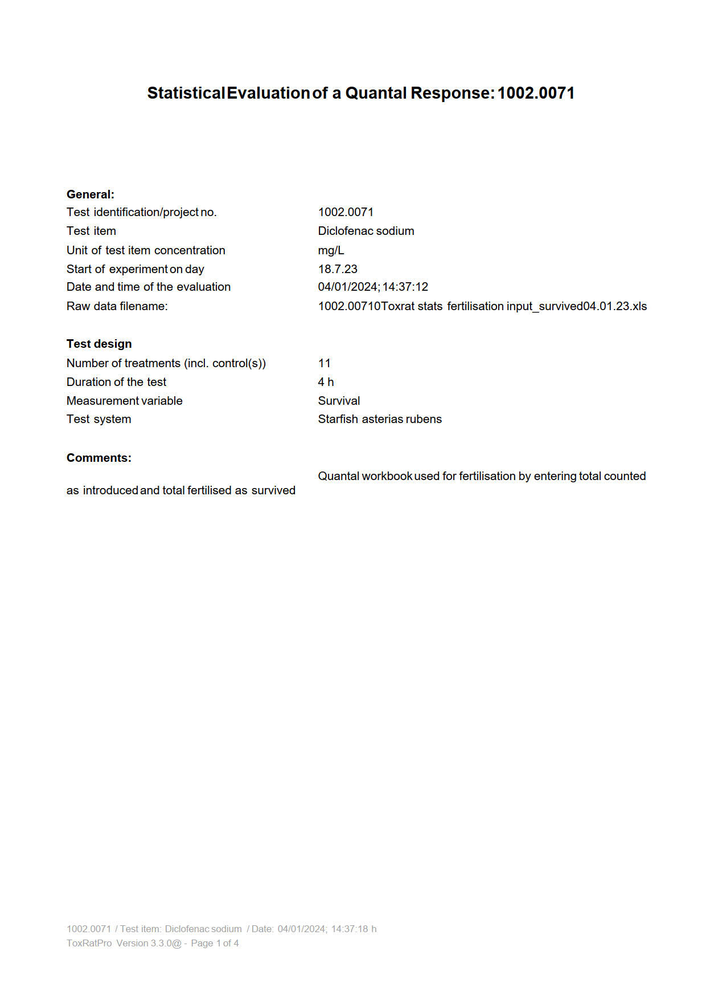 Statistical Evaluation of a Quantal Response: 1002.0071
General:
Test identification/project no. 1002.0071
Test item Diclofenac sodium
Unit of test item concentration mg/L
Start of experiment on day 18.7.23
Date and time of the evaluation 04/01/2024; 14:37:12
Raw data filename: 1002.00710Toxrat stats fertilisation input_survived04.01.23.xls
Test design
Number of treatments (incl. control(s)) 11
Duration of the test 4 h
Measurement variable Survival
Test system Starfish asterias rubens
Comments:
Quantal workbook used for fertilisation by entering total counted
as introduced and total fertilised as survived
1002.0071 / Test item: Diclofenac sodium / Date: 04/01/2024; 14:37:18 h
ToxRatPro Version 3.3.0@ - Page 1 of 4